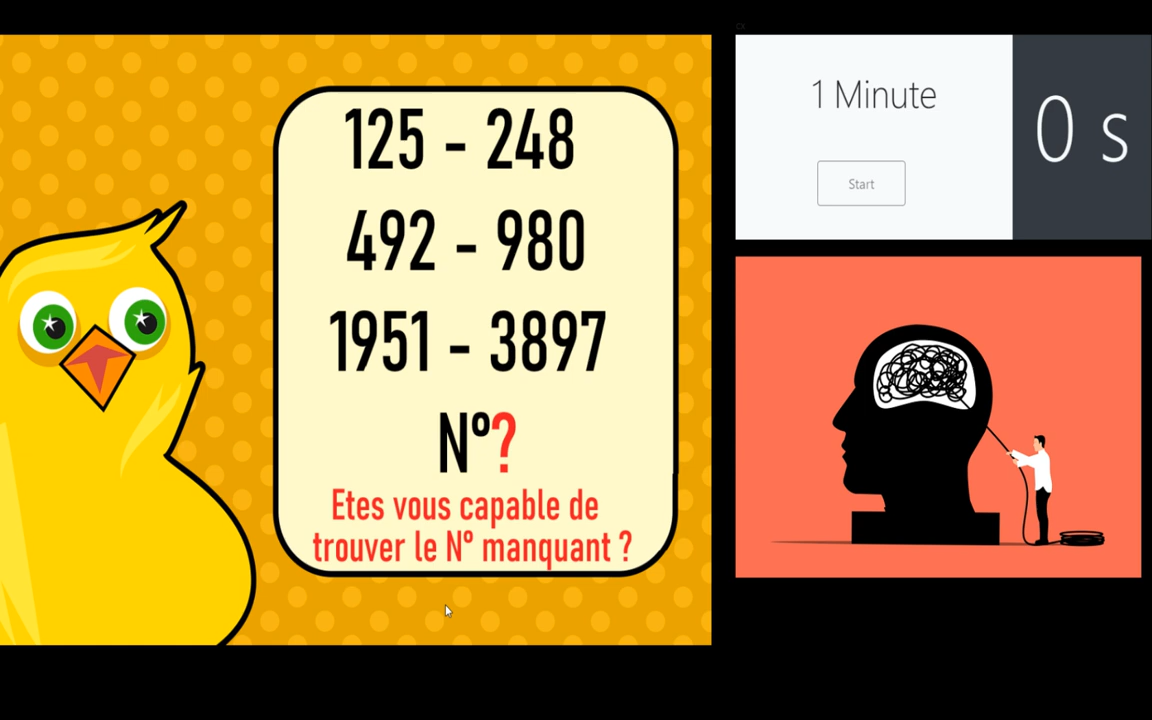 125 - 248
492 - 980
1951 - 3897
N°?
Etes vous capable de
trouver le N° manquant ?
1 Minute
Start
0 s